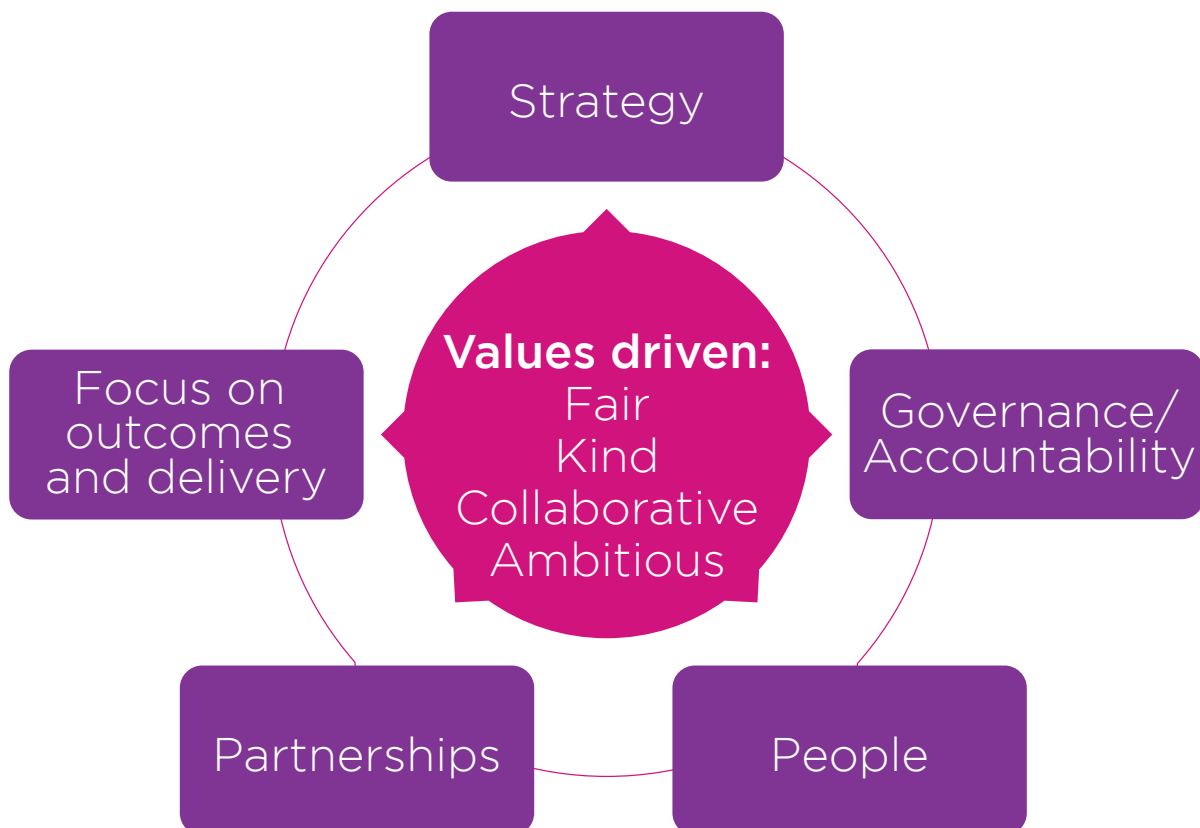 Strategy
Values driven:
Fair
Kind
Collaborative
Ambitious
Focus on
outcomes
and delivery
Governance/
Accountability
Partnerships
People